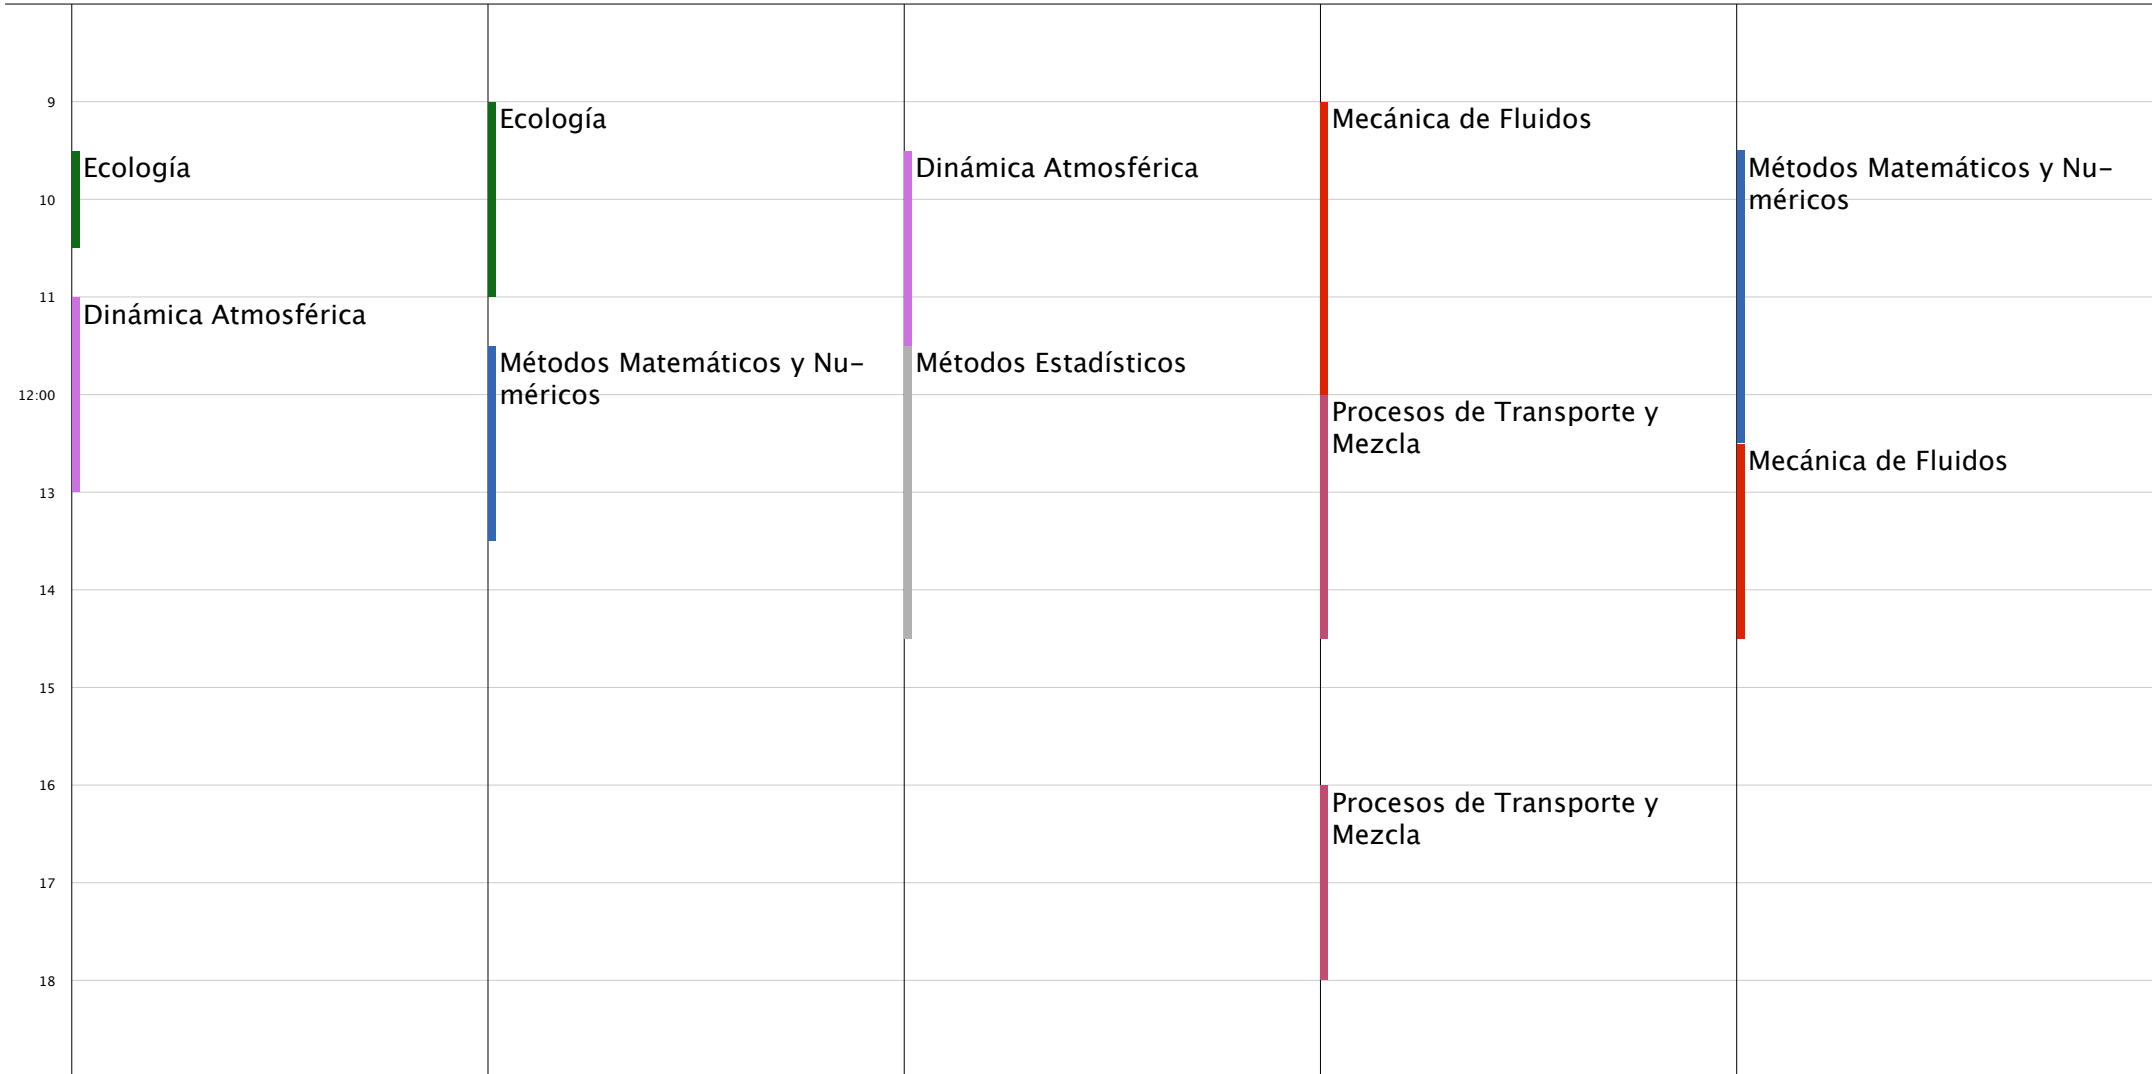 9
10
11
12:00
13
14
15
16
17
18
Ecología
Dinámica Atmosférica
Ecología
Métodos Matemáticos y Nu-
méricos
Dinámica Atmosférica
Métodos Estadísticos
Mecánica de Fluidos
Procesos de Transporte y
Mezcla
Procesos de Transporte y
Mezcla
Métodos Matemáticos y Nu-
méricos
Mecánica de Fluidos